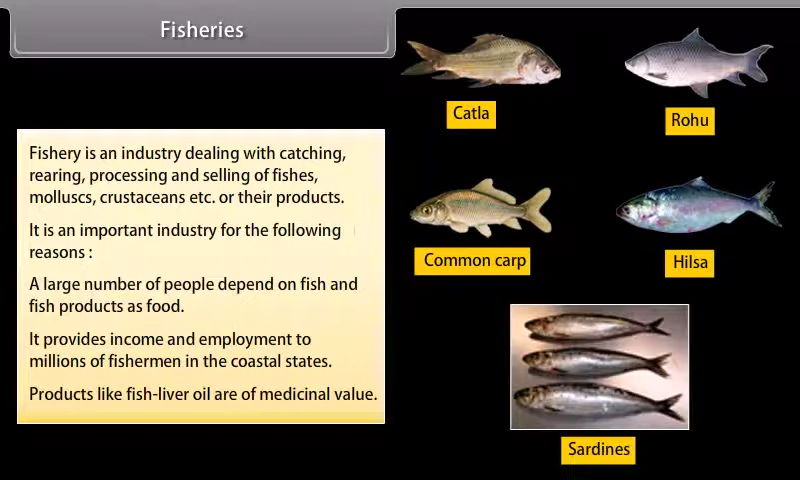 Fisheries
Fishery is an industry dealing with catching,
rearing, processing and selling of fishes,
molluscs, crustaceans etc. or their products.
It is an important industry for the following
reasons :
A large number of people depend on fish and
fish products as food.
It provides income and employment to
millions of fishermen in the coastal states.
Products like fish-liver oil are of medicinal value.
Catla
Rohu
Common carp
Hilsa
Sardines